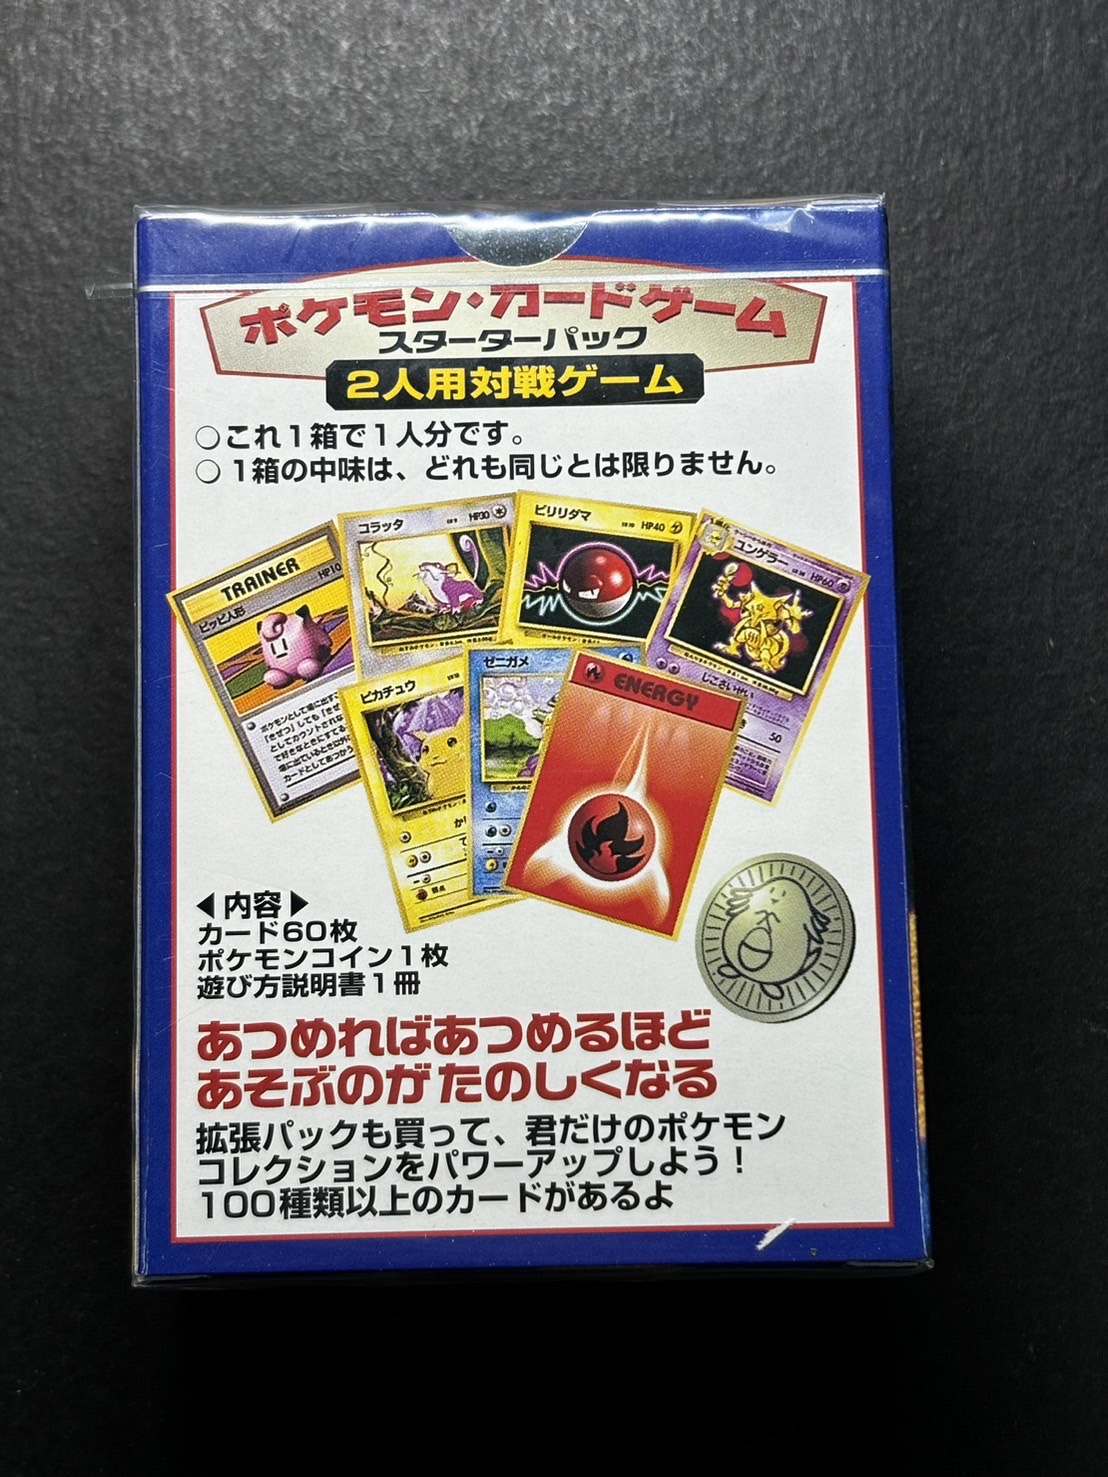 ポケモン・カードゲーム
スターターパック
2人用対戦ゲーム
○これ1箱で1人分です。
○1箱の中味は、どれも同じとは限りません。
TRAINER
HP10
ピッピ人形
コラッタ
HP30
ビリリダマ
HP40
ユンゲラー
HP60
じこさいせい
50
ピカチュウ
ゼニガメ
ENERGY
◀内容▶
カード60枚
ポケモンコイン1枚
遊び方説明書1冊
あつめればあつめるほど
あそぶのがたのしくなる
拡張パックも買って、君だけのポケモン
コレクションをパワーアップしよう!
100種類以上のカードがあるよ